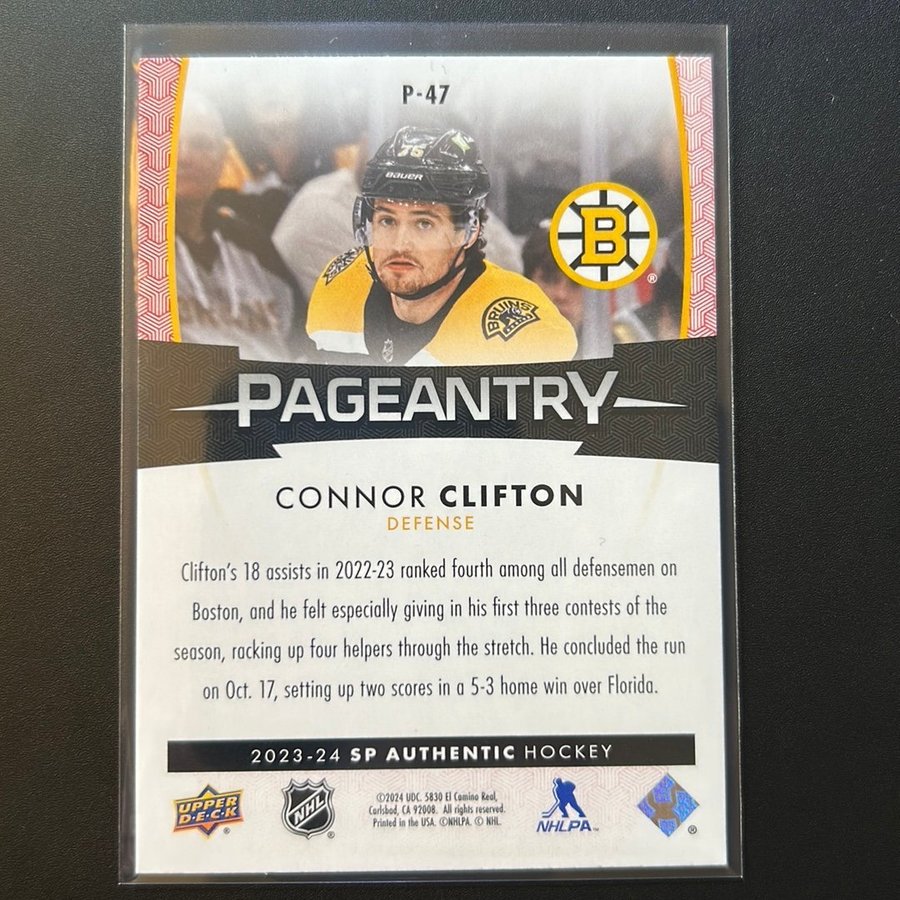 P-47
75
BAUER
B
®
BRUINS
PAGEANTRY
CONNOR CLIFTON
DEFENSE
Clifton's 18 assists in 2022-23 ranked fourth among all defensemen on
Boston, and he felt especially giving in his first three contests of the
season, racking up four helpers through the stretch. He concluded the run
on Oct. 17, setting up two scores in a 5-3 home win over Florida.
2023-24 SP AUTHENTIC HOCKEY
UPPER
D·E·C·K
®
NHL
®
©2024 UDC. 5830 El Camino Real,
Carlsbad, CA 92008. All rights reserved.
Printed in the USA. ©NHLPA. © NHL.
NHLPA™
®